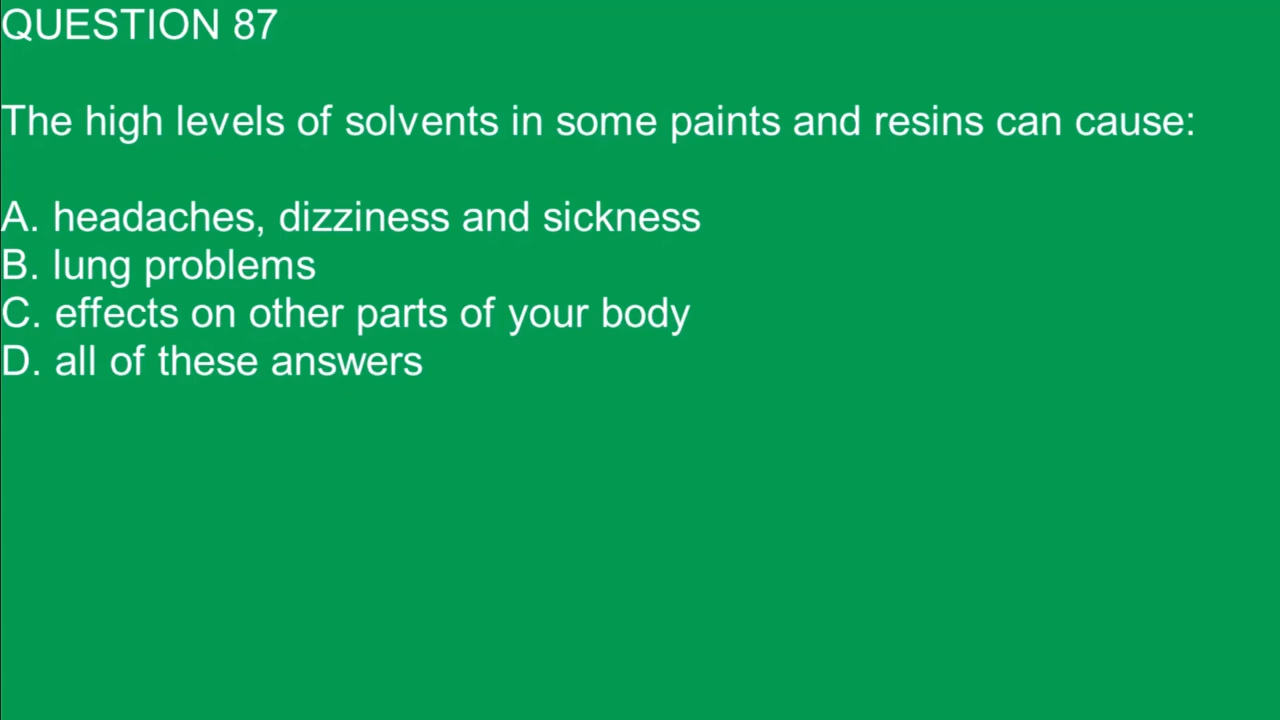 QUESTION 87
The high levels of solvents in some paints and resins can cause:
A. headaches, dizziness and sickness
B. lung problems
C. effects on other parts of your body
D. all of these answers